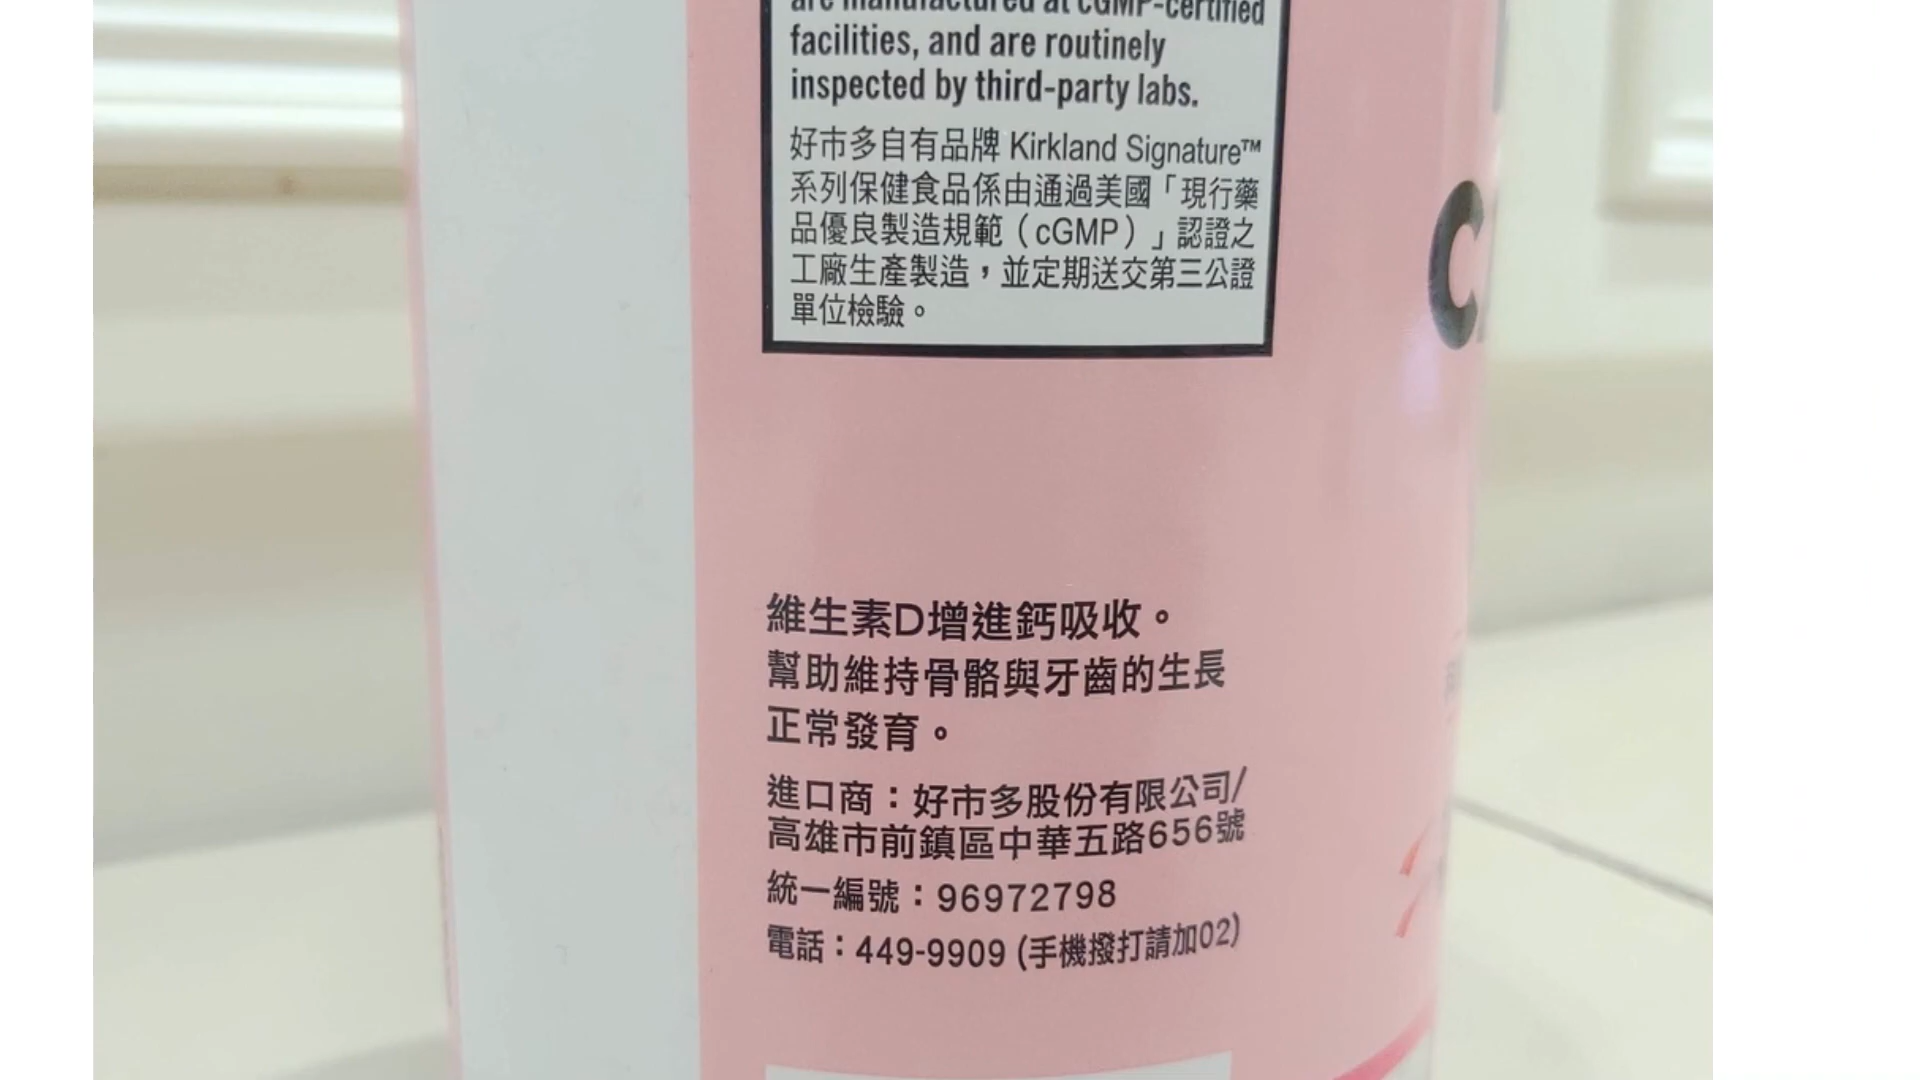 are manufactured at cGMP-certified
facilities, and are routinely
inspected by third-party labs.
好市多自有品牌 Kirkland Signature™
系列保健食品係由通過美國「現行藥
品優良製造規範（cGMP）」認證之
工廠生產製造，並定期送交第三公證
單位檢驗。
維生素D增進鈣吸收。
幫助維持骨骼與牙齒的生長
正常發育。
進口商：好市多股份有限公司/
高雄市前鎮區中華五路656號
統一編號：96972798
電話：449-9909 (手機撥打請加02)
C